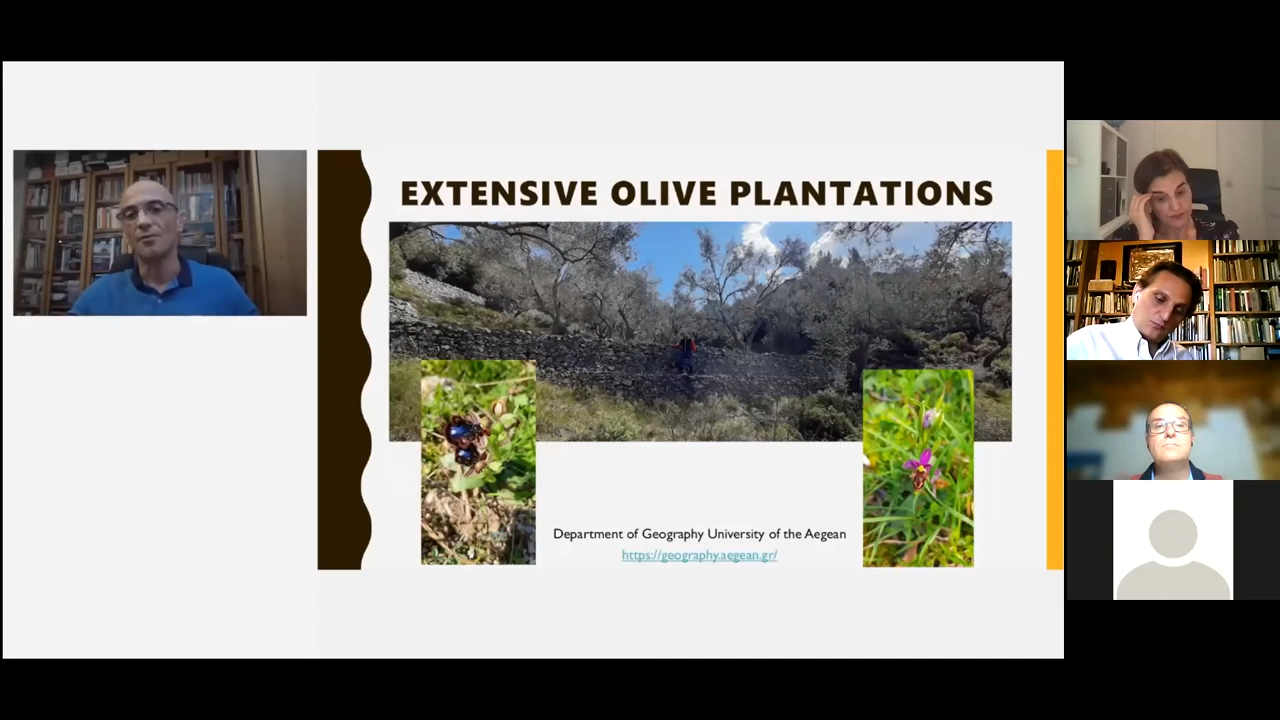 EXTENSIVE OLIVE PLANTATIONS
Department of Geography University of the Aegean
https://geography.aegean.gr/